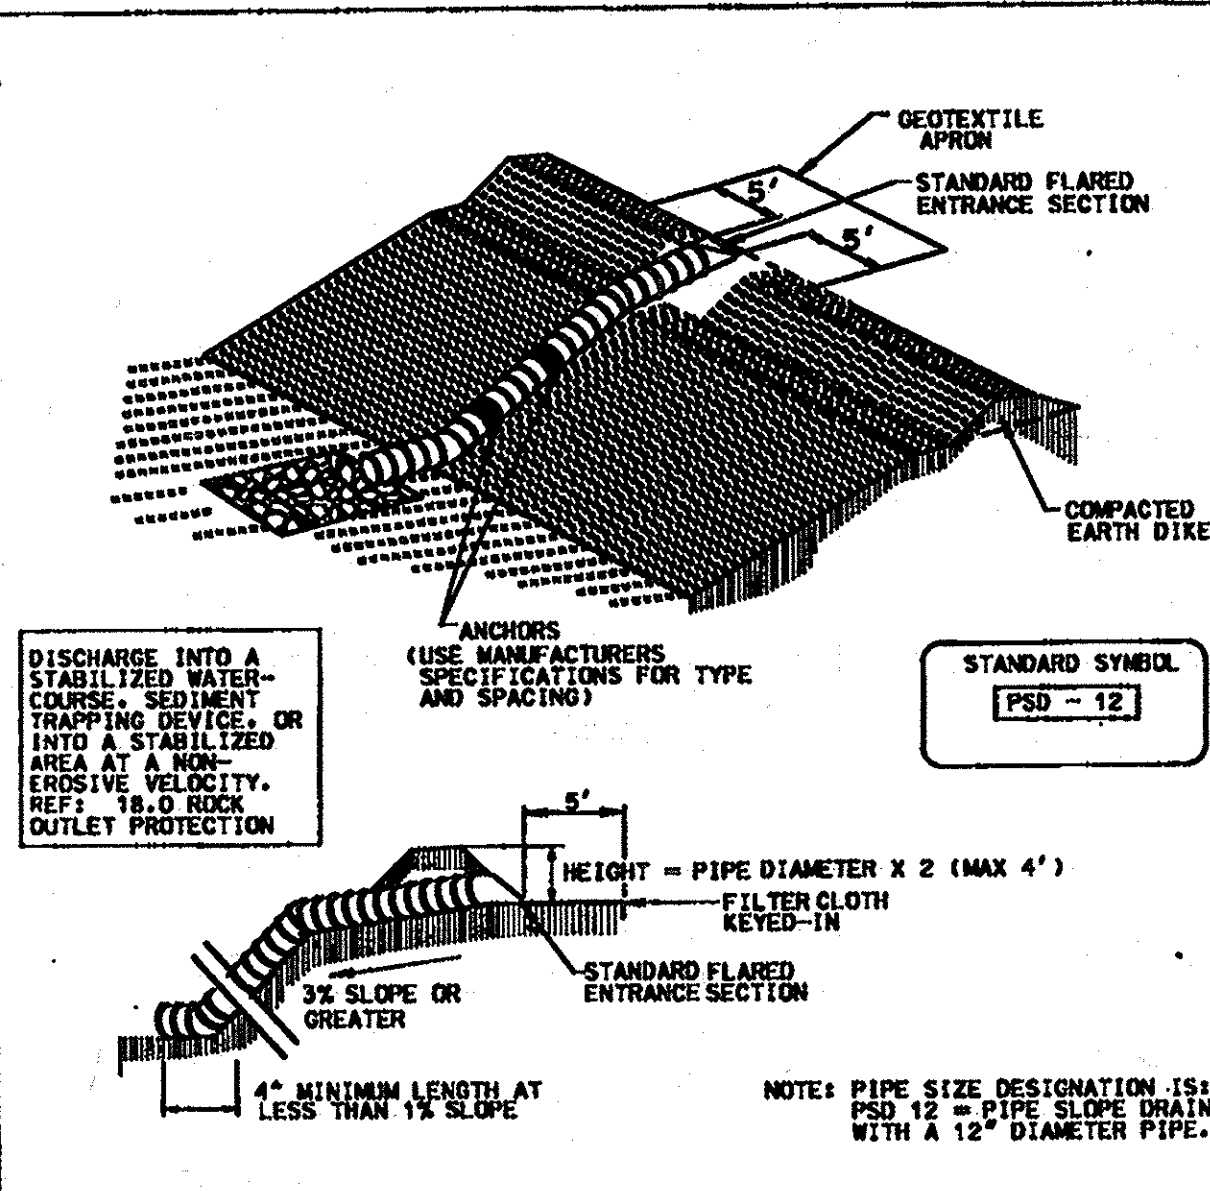 GEOTEXTILE
APRON
STANDARD FLARED
ENTRANCE SECTION
5'
5'
COMPACTED
EARTH DIKE
ANCHORS
(USE MANUFACTURERS
SPECIFICATIONS FOR TYPE
AND SPACING)
DISCHARGE INTO A
STABILIZED WATER-
COURSE. SEDIMENT
TRAPPING DEVICE. OR
INTO A STABILIZED
AREA AT A NON-
EROSIVE VELOCITY.
REF: 18.0 ROCK
OUTLET PROTECTION
STANDARD SYMBOL
PSD - 12
5'
HEIGHT = PIPE DIAMETER X 2 (MAX 4')
FILTER CLOTH
KEYED-IN
STANDARD FLARED
ENTRANCE SECTION
3% SLOPE OR
GREATER
4' MINIMUM LENGTH AT
LESS THAN 1% SLOPE
NOTE: PIPE SIZE DESIGNATION IS:
PSD 12 = PIPE SLOPE DRAIN
WITH A 12" DIAMETER PIPE.